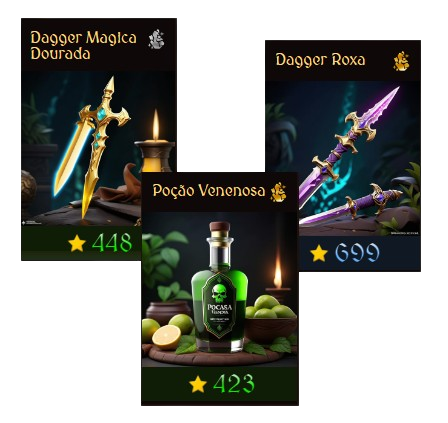 Dagger Magica
Dourada
448
Dagger Roxa
699
Poção Venenosa
POCASA
423